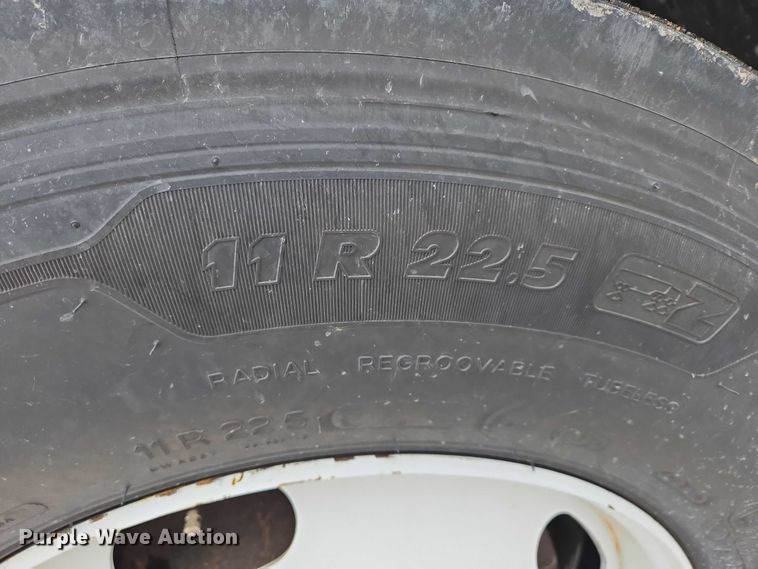 11 R 22.5
RADIAL REGROOVABLE TUBELESS
11 R 22.5
Purple Wave Auction